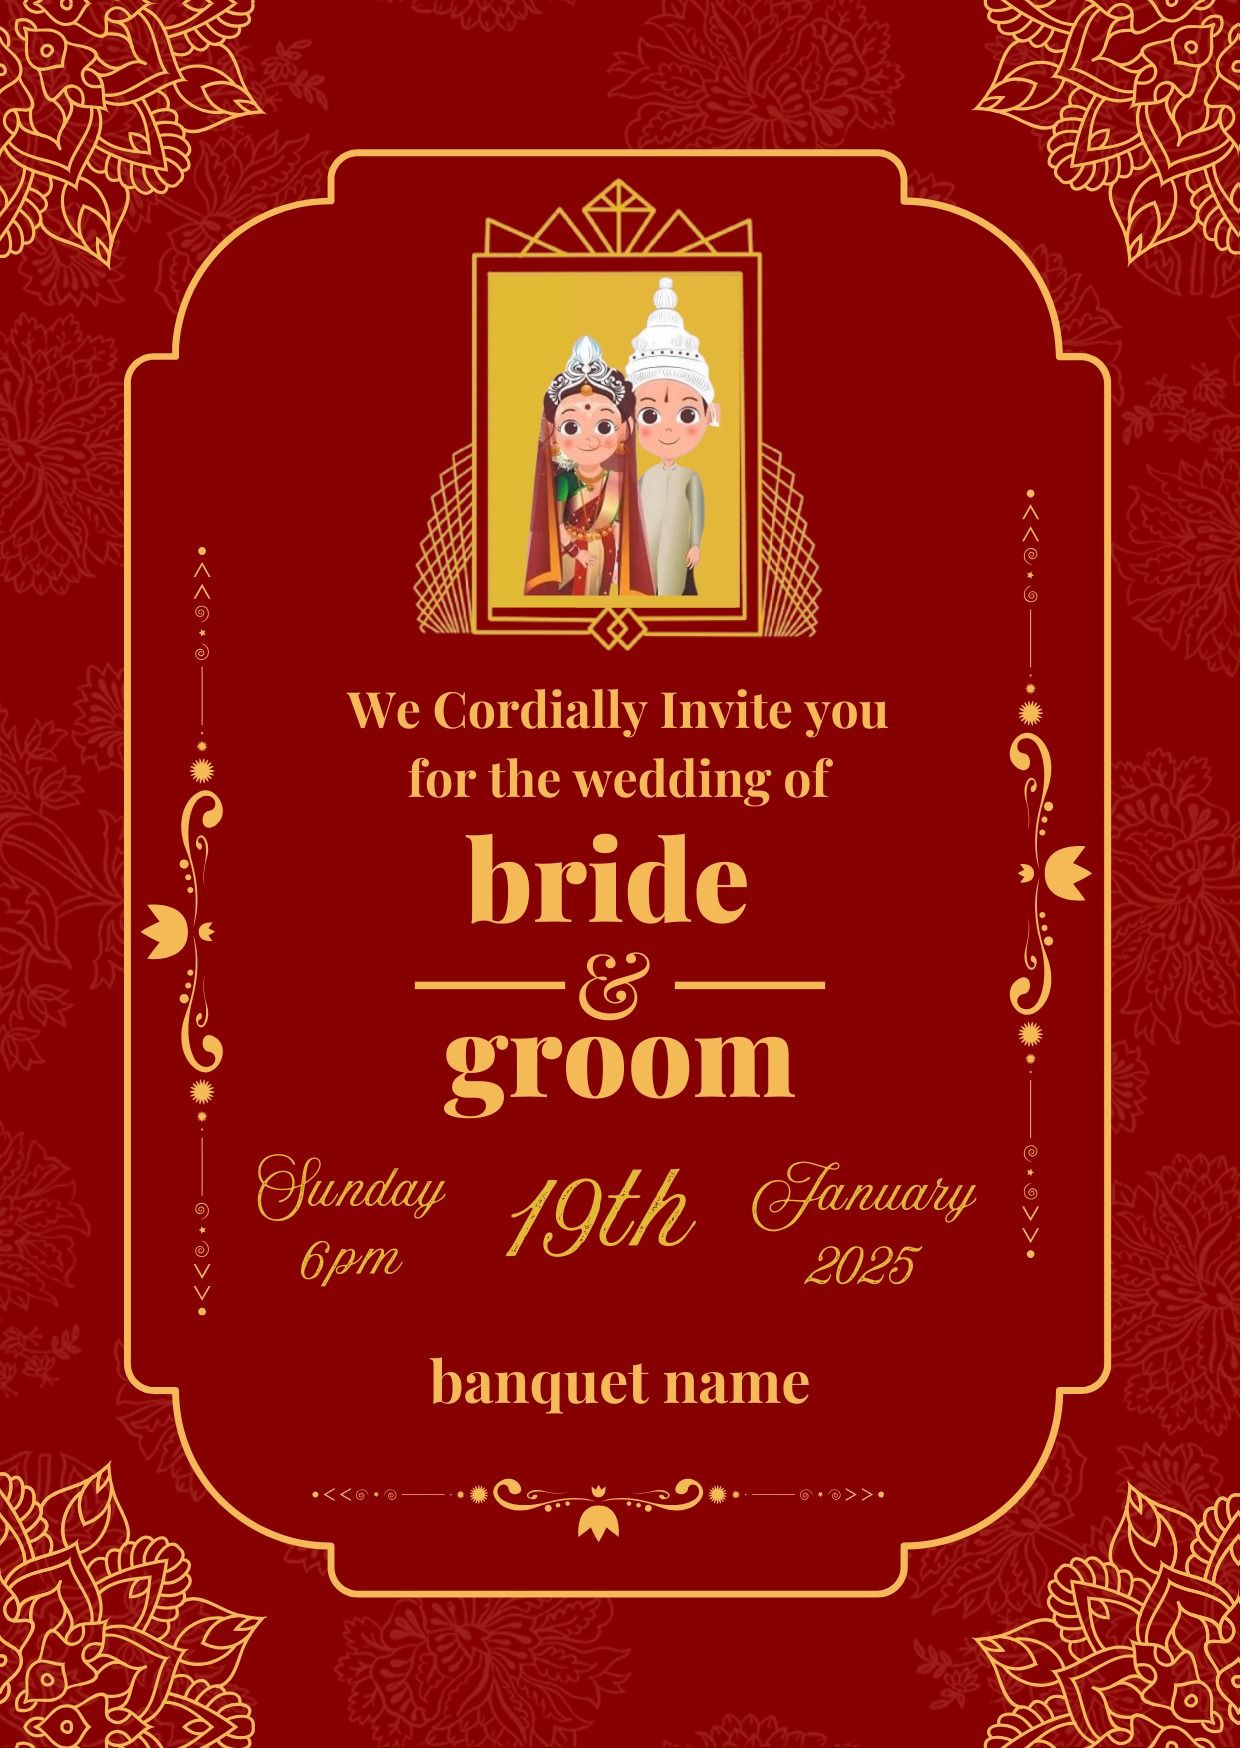 We Cordially Invite you
for the wedding of
bride
&
groom
Sunday
6pm
19th
January
2025
banquet name